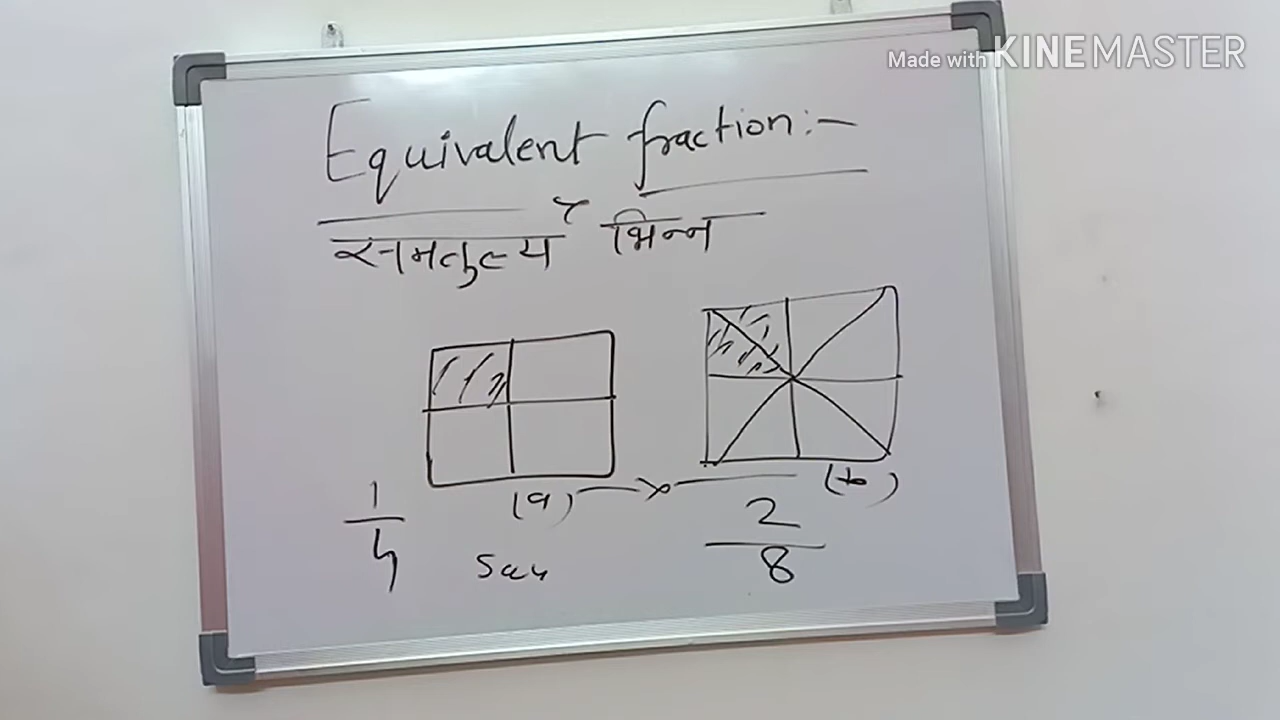 Made with KINEMASTER
Equivalent fraction:-
समतुल्य भिन्न
(a)
(b)
1/4
2/8